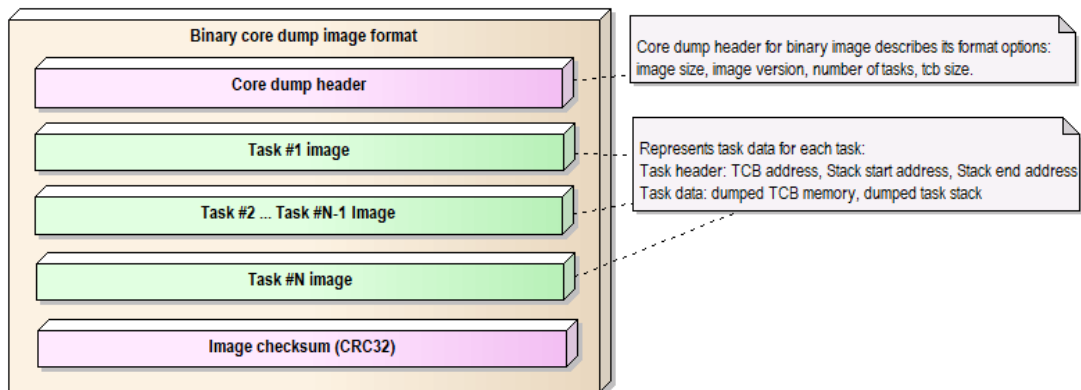 Binary core dump image format
Core dump header
Task #1 image
Task #2 ... Task #N-1 Image
Task #N image
Image checksum (CRC32)
Core dump header for binary image describes its format options:
image size, image version, number of tasks, tcb size.
Represents task data for each task:
Task header: TCB address, Stack start address, Stack end address
Task data: dumped TCB memory, dumped task stack